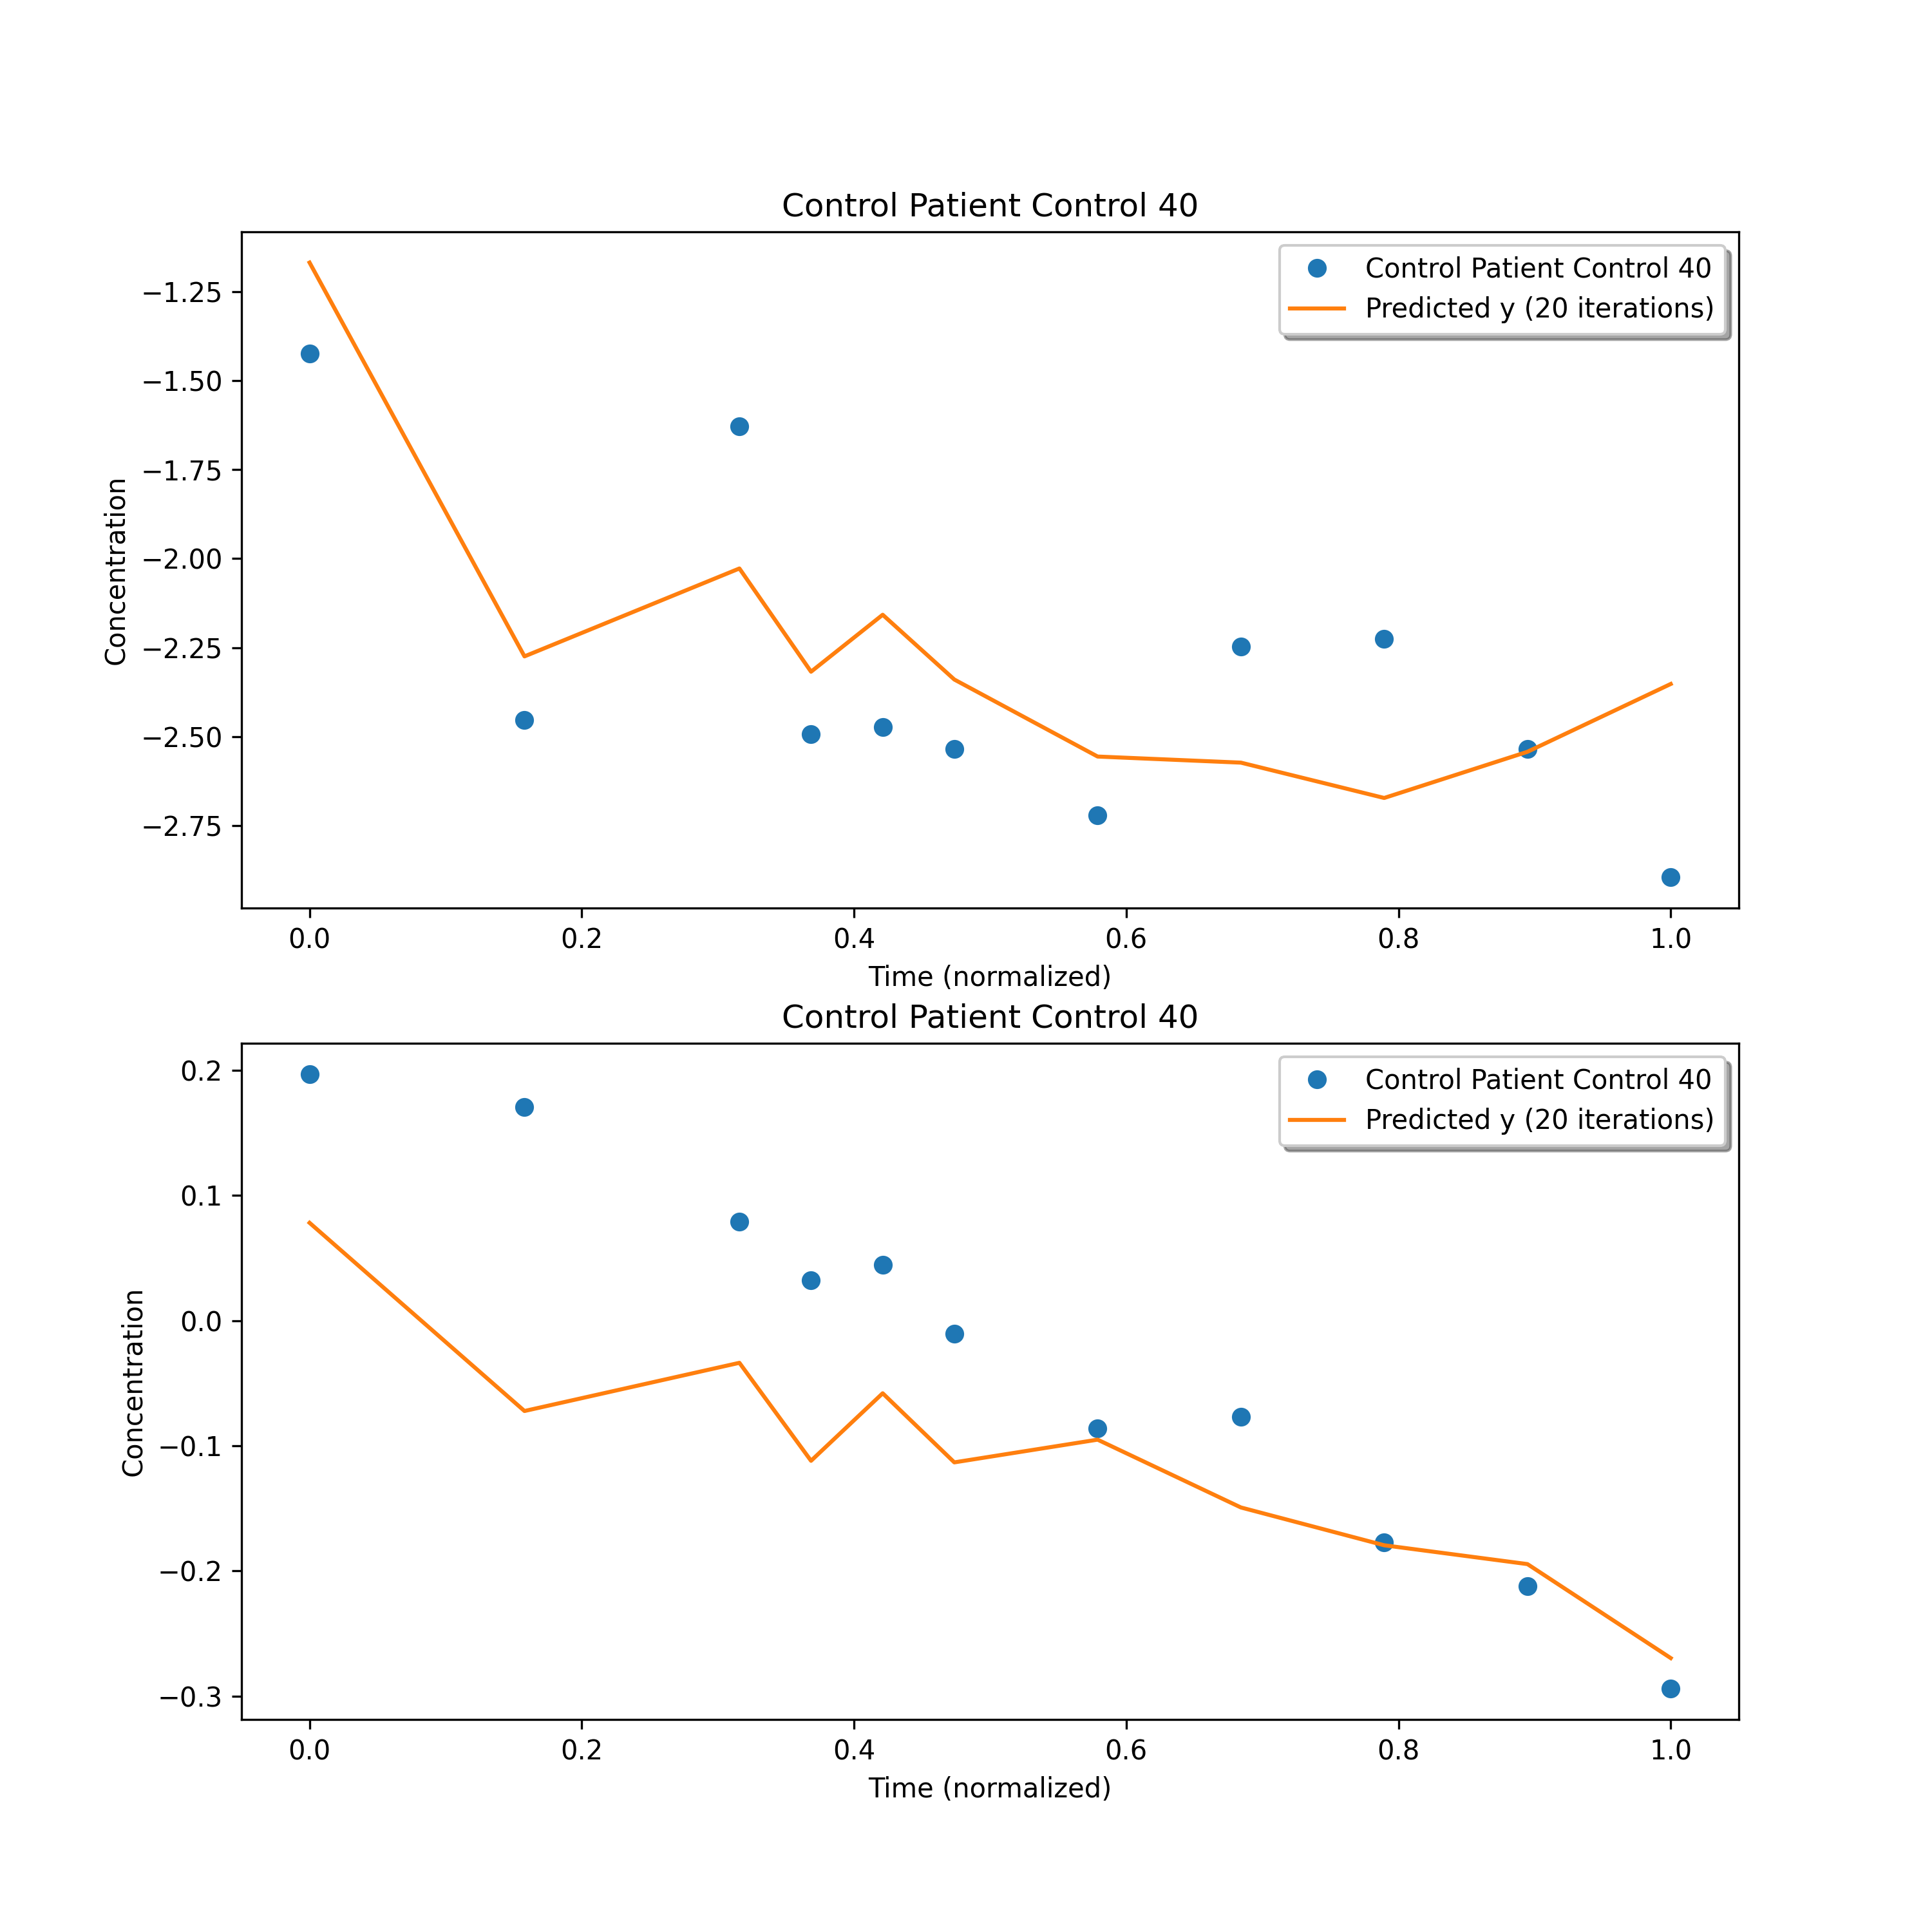 Control Patient Control 40
Control Patient Control 40
Predicted y (20 iterations)
−1.25
−1.50
−1.75
−2.00
−2.25
−2.50
−2.75
Concentration
0.0 0.2 0.4 0.6 0.8 1.0
Time (normalized)
Control Patient Control 40
Control Patient Control 40
Predicted y (20 iterations)
0.2
0.1
0.0
−0.1
−0.2
−0.3
Concentration
0.0 0.2 0.4 0.6 0.8 1.0
Time (normalized)